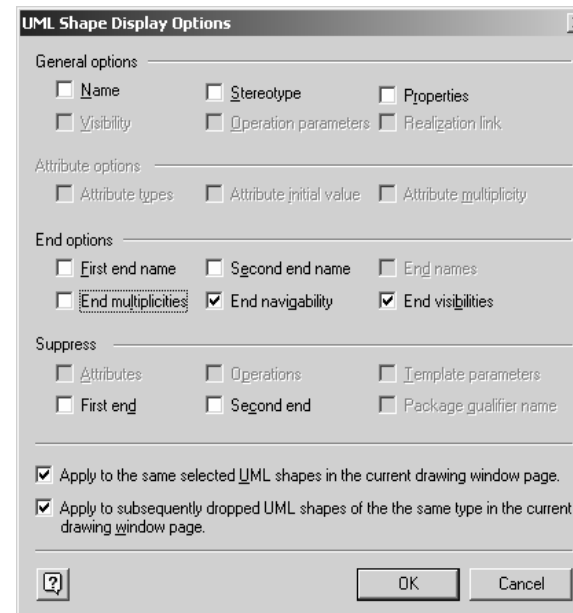 UML Shape Display Options
General options
Name Stereotype Properties
Visibility Operation parameters Realization link
Attribute options
Attribute types Attribute initial value Attribute multiplicity
End options
First end name Second end name End names
End multiplicities End navigability End visibilities
Suppress
Attributes Operations Template parameters
First end Second end Package qualifier name
Apply to the same selected UML shapes in the current drawing window page.
Apply to subsequently dropped UML shapes of the the same type in the current
drawing window page.
? OK Cancel